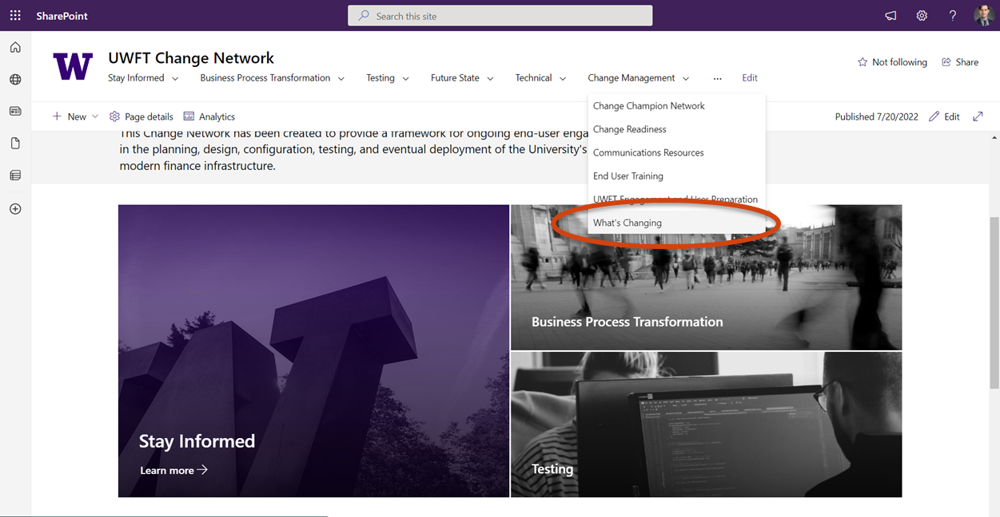 SharePoint
Search this site
W
UWFT Change Network
Not following
Share
Stay Informed
Business Process Transformation
Testing
Future State
Technical
Change Management
...
Edit
New
Page details
Analytics
Published 7/20/2022
Edit
Change Champion Network
Change Readiness
Communications Resources
End User Training
UWFT Engagement and User Preparation
What's Changing
This Change Network has been created to provide a framework for ongoing end-user
in the planning, design, configuration, testing, and eventual deployment of the University's
modern finance infrastructure.
Stay Informed
Learn more
Business Process Transformation
Testing